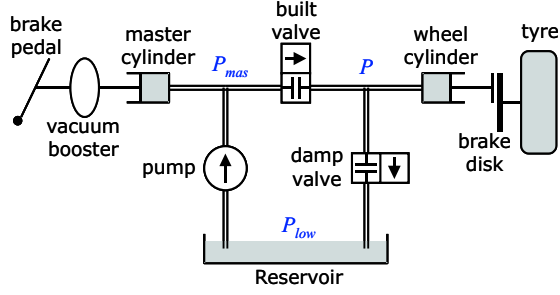 brake
pedal
master
cylinder
built
valve
wheel
cylinder
tyre
P_mas
P
vacuum
booster
pump
damp
valve
brake
disk
P_low
Reservoir